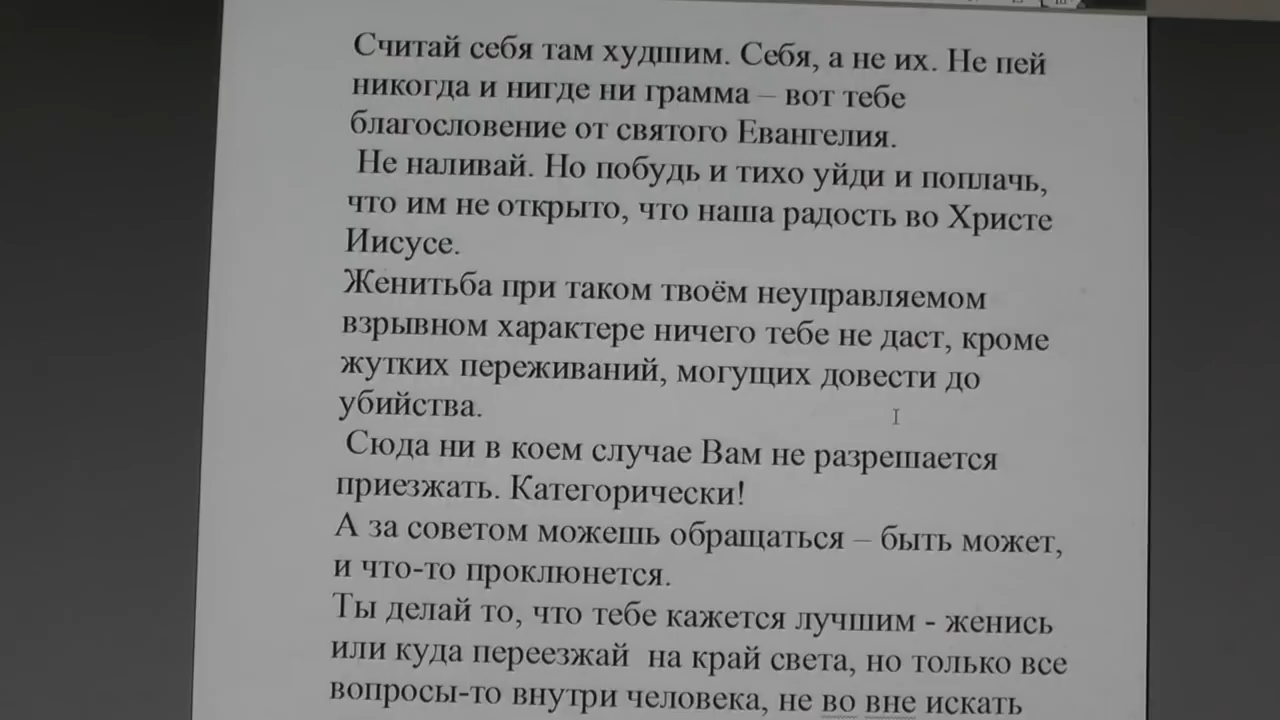 Считай себя там худшим. Себя, а не их. Не пей
никогда и нигде ни грамма – вот тебе
благословение от святого Евангелия.
Не наливай. Но побудь и тихо уйди и поплачь,
что им не открыто, что наша радость во Христе
Иисусе.
Женитьба при таком твоём неуправляемом
взрывном характере ничего тебе не даст, кроме
жутких переживаний, могущих довести до
убийства.
Сюда ни в коем случае Вам не разрешается
приезжать. Категорически!
А за советом можешь обращаться – быть может,
и что-то проклюнется.
Ты делай то, что тебе кажется лучшим - женись
или куда переезжай на край света, но только все
вопросы-то внутри человека, не во вне искать